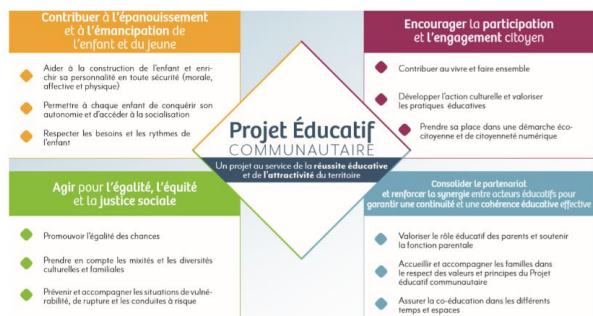 Contribuer à l'épanouissement
et à l'émancipation de
l'enfant et du jeune
Aider à la construction de l'enfant et enri-
chir sa personnalité en toute sécurité (morale,
affective et physique)
Permettre à chaque enfant de conquérir son
autonomie et d'accéder à la socialisation
Respecter les besoins et les rythmes de
l'enfant
Encourager la participation
et l'engagement citoyen
Contribuer au vivre et faire ensemble
Développer l'action culturelle et valoriser
les pratiques éducatives
Prendre sa place dans une démarche éco-
citoyenne et de citoyenneté numérique
Projet Éducatif
COMMUNAUTAIRE
Un projet au service de la réussite éducative
et de l'attractivité du territoire
Agir pour l'égalité, l'équité
et la justice sociale
Promouvoir l'égalité des chances
Prendre en compte les mixités et les diversités
culturelles et familiales
Prévenir et accompagner les situations de vulné-
rabilité, de rupture et les conduites à risque
Consolider le partenariat
et renforcer la synergie entre acteurs éducatifs pour
garantir une continuité et une cohérence éducative effective
Valoriser le rôle éducatif des parents et soutenir
la fonction parentale
Accueillir et accompagner les familles dans
le respect des valeurs et principes du Projet
éducatif communautaire
Assurer la co-éducation dans les différents
temps et espaces